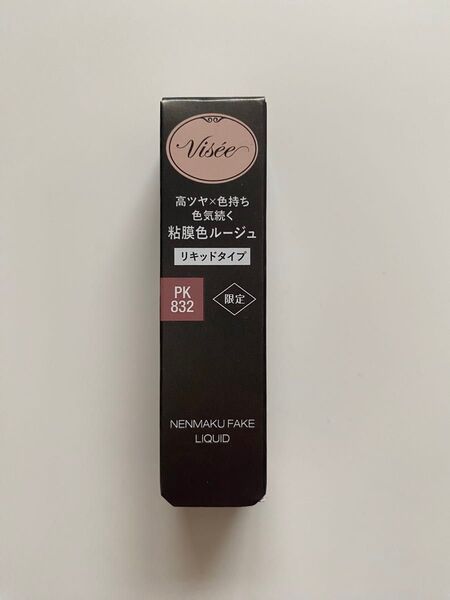 Visée
高ツヤ×色持ち
色気続く
粘膜色ルージュ
リキッドタイプ
PK
832
限定
NENMAKU FAKE
LIQUID